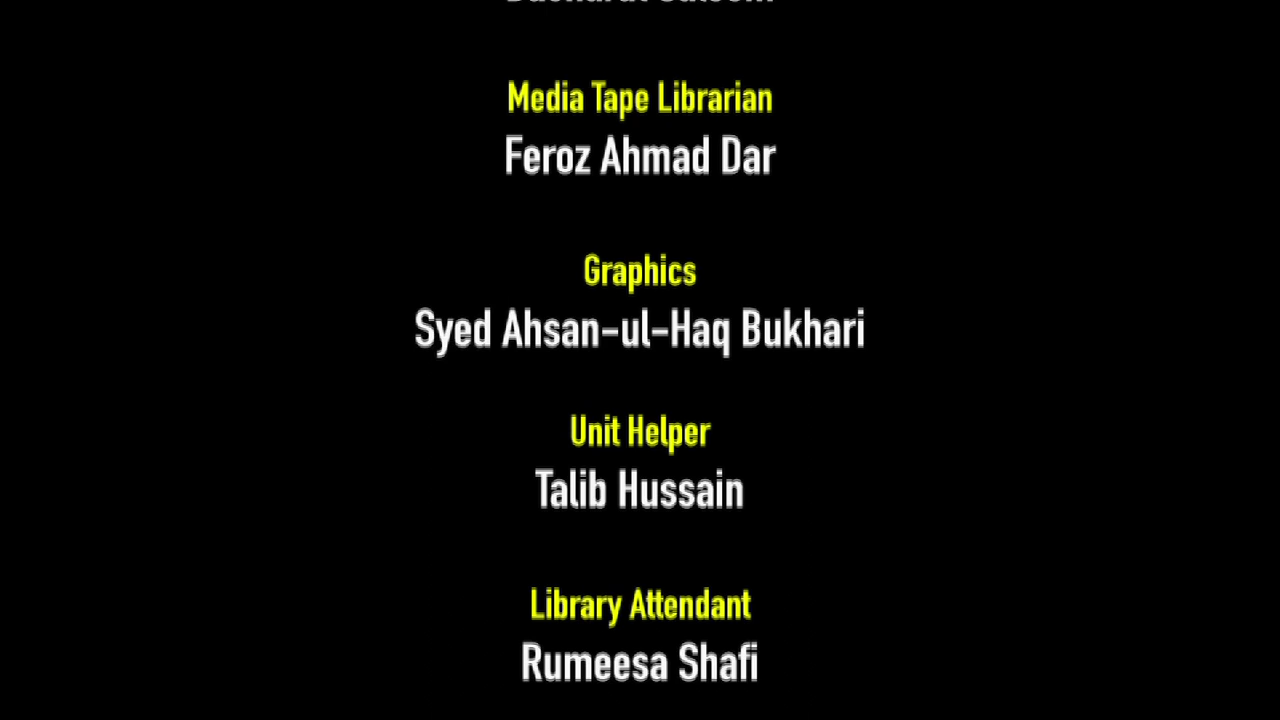 Media Tape Librarian
Feroz Ahmad Dar
Graphics
Syed Ahsan-ul-Haq Bukhari
Unit Helper
Talib Hussain
Library Attendant
Rumeesa Shafi